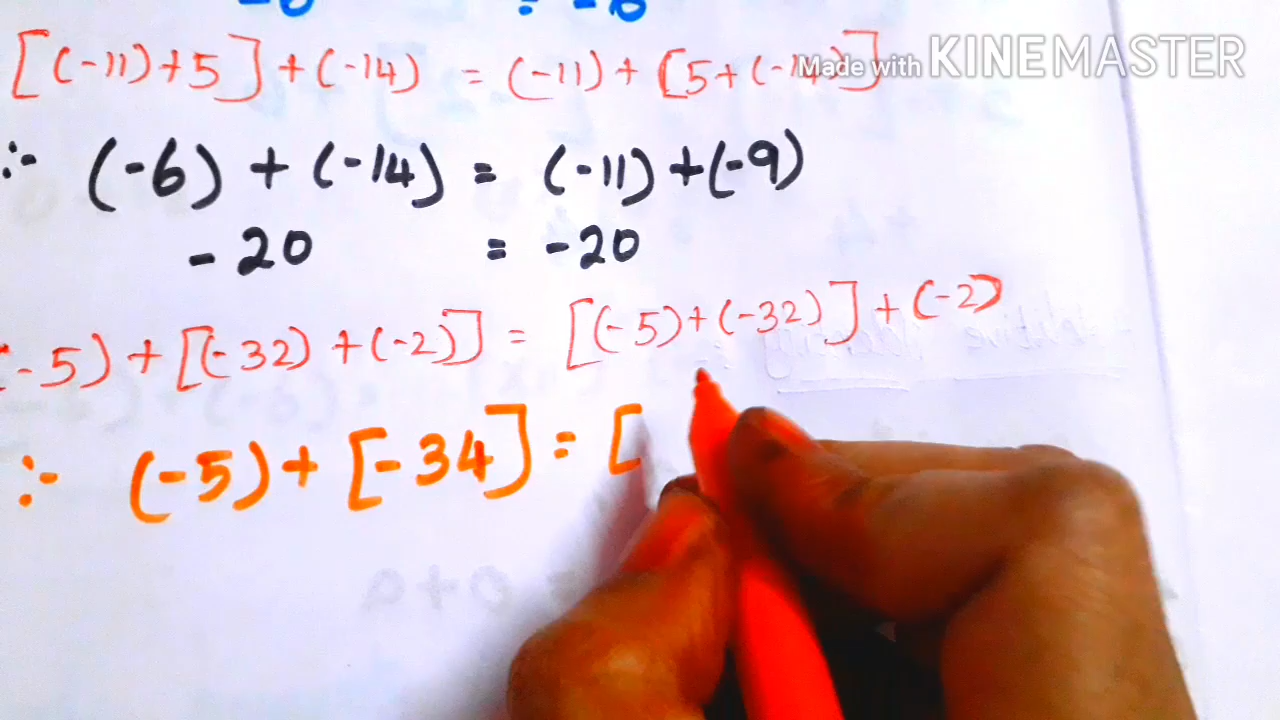 [(-11)+5]+(-14) = (-11)+[5+(-14)]
Made with KINEMASTER
∴ (-6)+(-14) = (-11)+(-9)
-20 = -20
(-5)+[(-32)+(-2)] = [(-5)+(-32)]+(-2)
∴ (-5)+[-34] = [